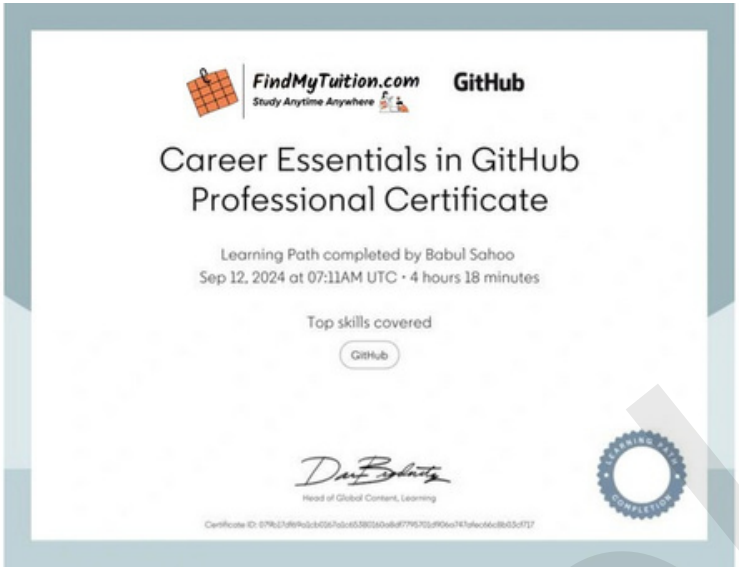 FindMyTuition.com
Study Anytime Anywhere
GitHub
Career Essentials in GitHub
Professional Certificate
Learning Path completed by Babul Sahoo
Sep 12, 2024 at 07:11AM UTC • 4 hours 18 minutes
Top skills covered
GitHub
LEARNING PATH
COMPLETION
Head of Global Content, Learning
Certificate ID: